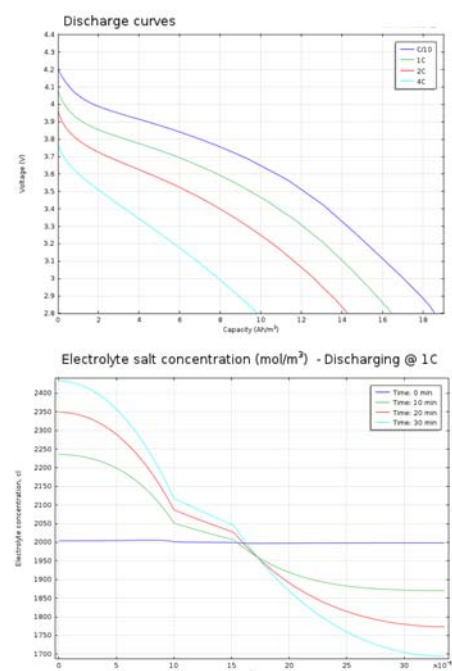 Discharge curves
4.4
4.3
4.2
4.1
4
3.9
3.8
3.7
3.6
3.5
3.4
3.3
3.2
3.1
3
2.9
2.8
Voltage (V)
C/10
1C
2C
4C
0 2 4 6 8 10 12 14 16 18
Capacity (Ah/m³)
Electrolyte salt concentration (mol/m³) - Discharging @ 1C
2400
2350
2300
2250
2200
2150
2100
2050
2000
1950
1900
1850
1800
1750
1700
Electrolyte concentration, cl
Time: 0 min
Time: 10 min
Time: 20 min
Time: 30 min
0 5 10 15 20 25 30